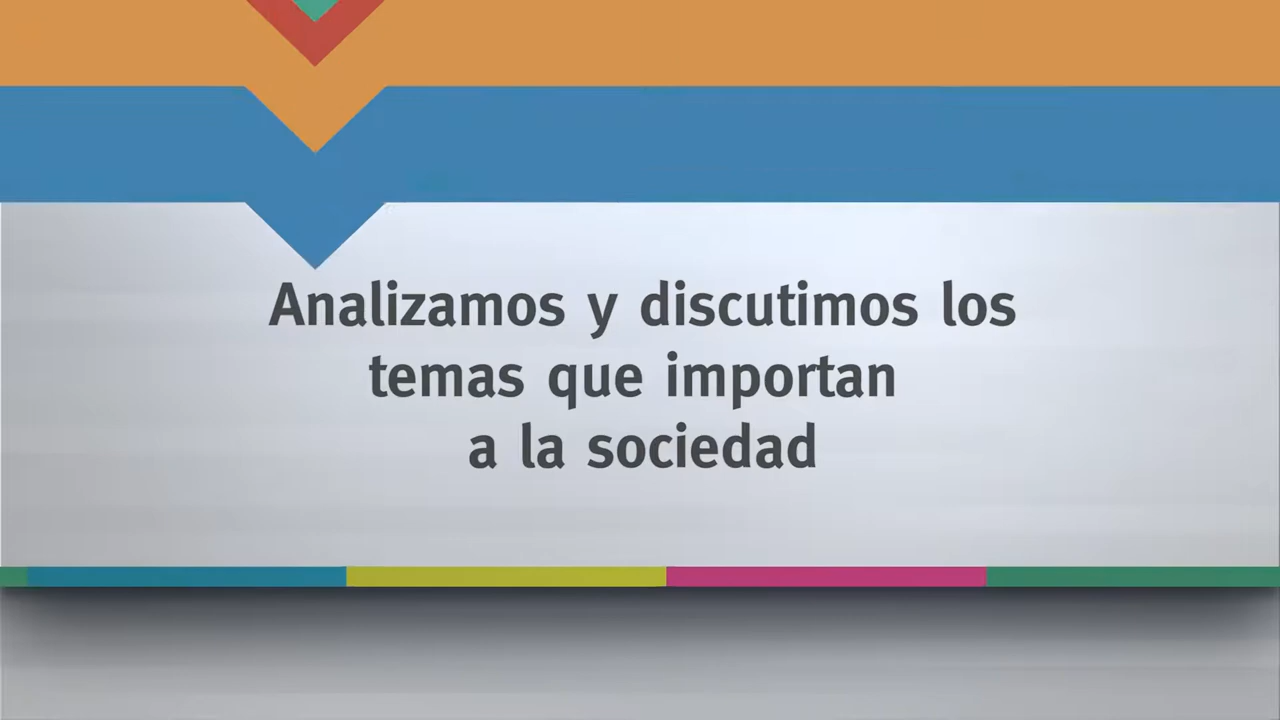 Analizamos y discutimos los
temas que importan
a la sociedad